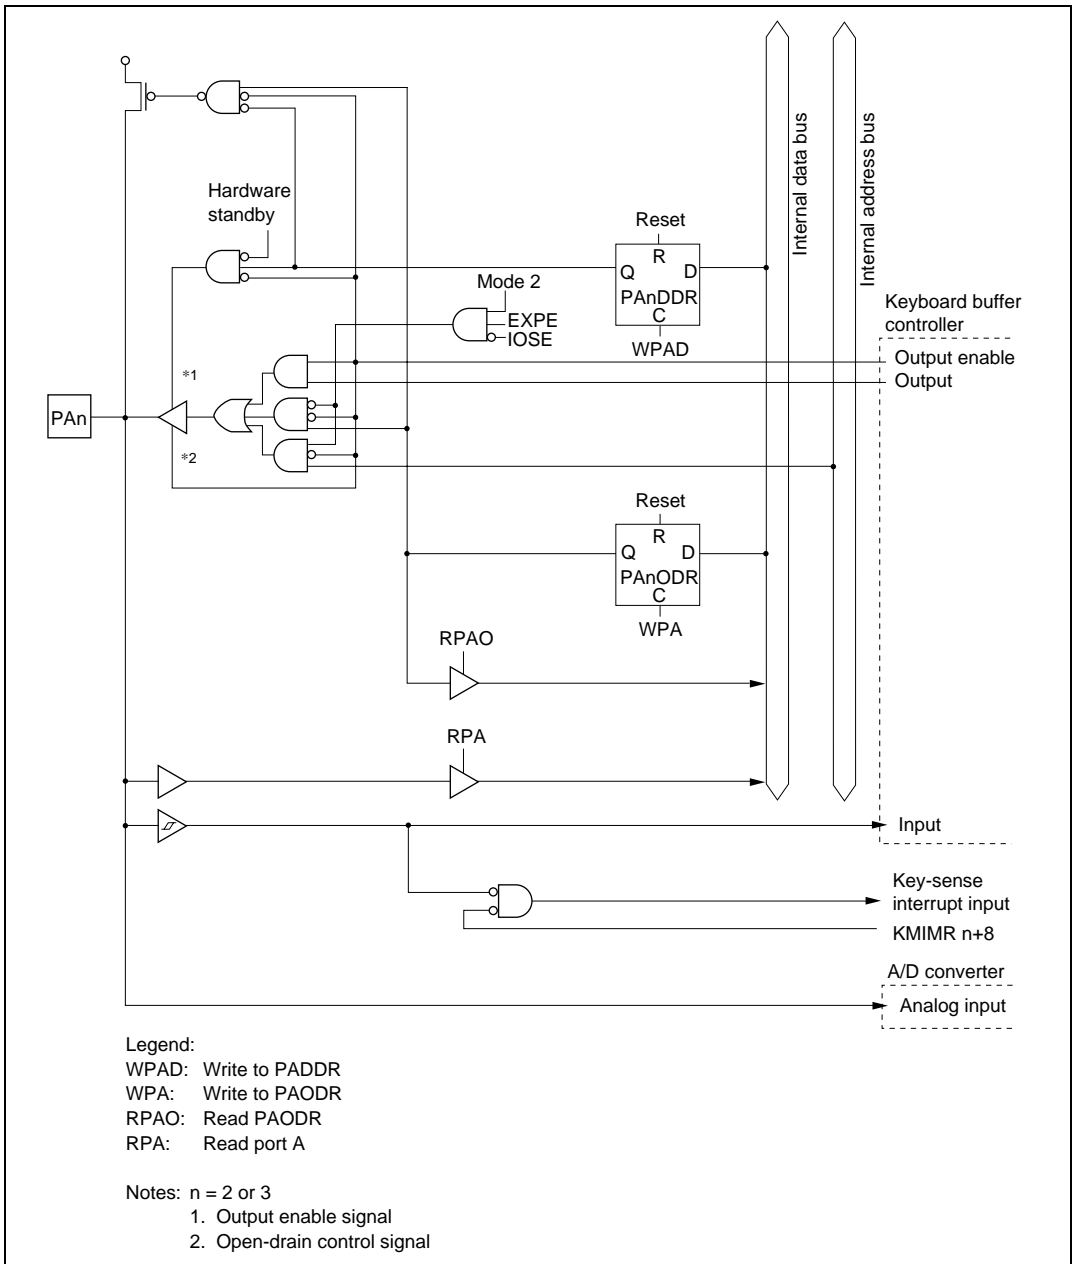 Hardware
standby
Internal data bus
Internal address bus
Reset
R
Q D
PAnDDR
C
WPAD
Mode 2
EXPE
IOSE
Keyboard buffer
controller
Output enable
Output
*1
PAn
*2
Reset
R
Q D
PAnODR
C
WPA
RPAO
RPA
Input
Key-sense
interrupt input
KMIMR n+8
A/D converter
Analog input
Legend:
WPAD: Write to PADDR
WPA: Write to PAODR
RPAO: Read PAODR
RPA: Read port A
Notes: n = 2 or 3
1. Output enable signal
2. Open-drain control signal